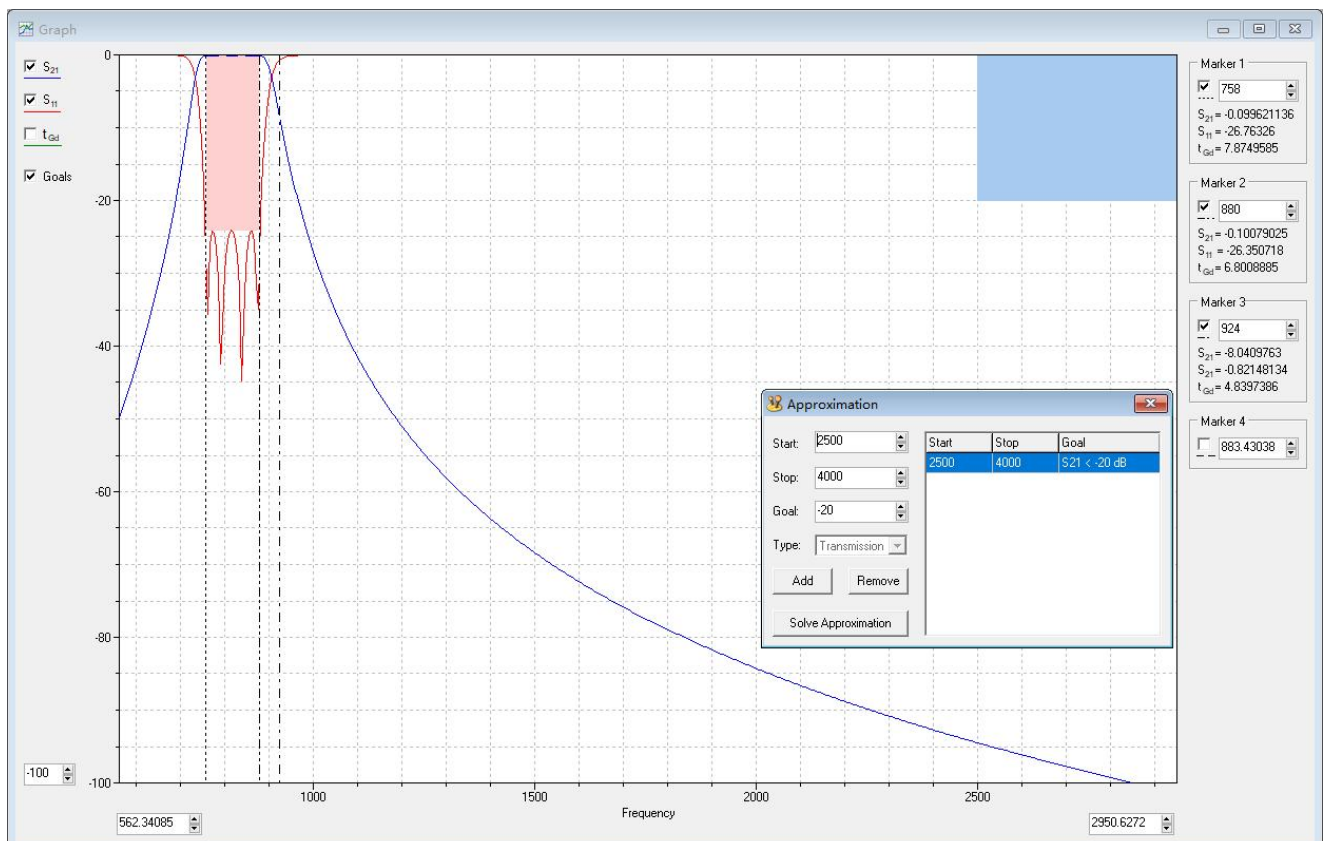 Graph
S21
S11
tGd
Goals
0
-20
-40
-60
-80
-100
-100
1000
1500
2000
2500
Frequency
562.34085
2950.6272
Marker 1
758
S21= -0.099621136
S11 = -26.76326
tGd= 7.8749585
Marker 2
880
S21= -0.10079025
S11 = -26.350718
tGd= 6.8008885
Marker 3
924
S21= -8.0409763
S21= -0.82148134
tGd= 4.8397386
Marker 4
883.43038
Approximation
Start: 2500
Stop: 4000
Goal: -20
Type: Transmission
Add Remove
Solve Approximation
Start Stop Goal
2500 4000 S21 < -20 dB